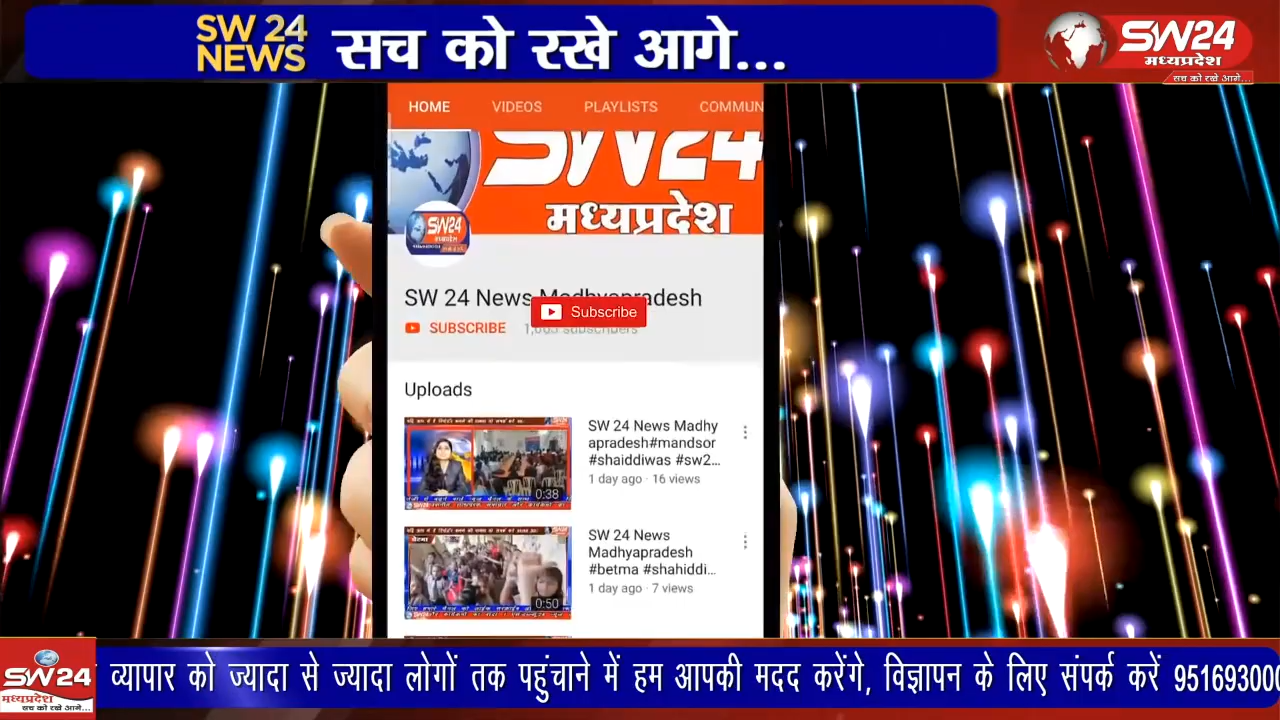 SW 24
NEWS
सच को रखे आगे...
SW24
मध्यप्रदेश
सच को रखे आगे...
HOME VIDEOS PLAYLISTS COMMUN
SW24
मध्यप्रदेश
SW24
SW 24 News Madhyapradesh
Subscribe
SUBSCRIBE
subscribers
Uploads
SW 24 News Madhy
apradesh#mandsor
#shaiddiwas #sw2...
1 day ago · 16 views
0:38
SW 24 News
Madhyapradesh
#betma #shahiddi...
1 day ago · 7 views
0:50
SW24
मध्यप्रदेश
सच को रखे आगे...
व्यापार को ज्यादा से ज्यादा लोगों तक पहुंचाने में हम आपकी मदद करेंगे, विज्ञापन के लिए संपर्क करें 951693000